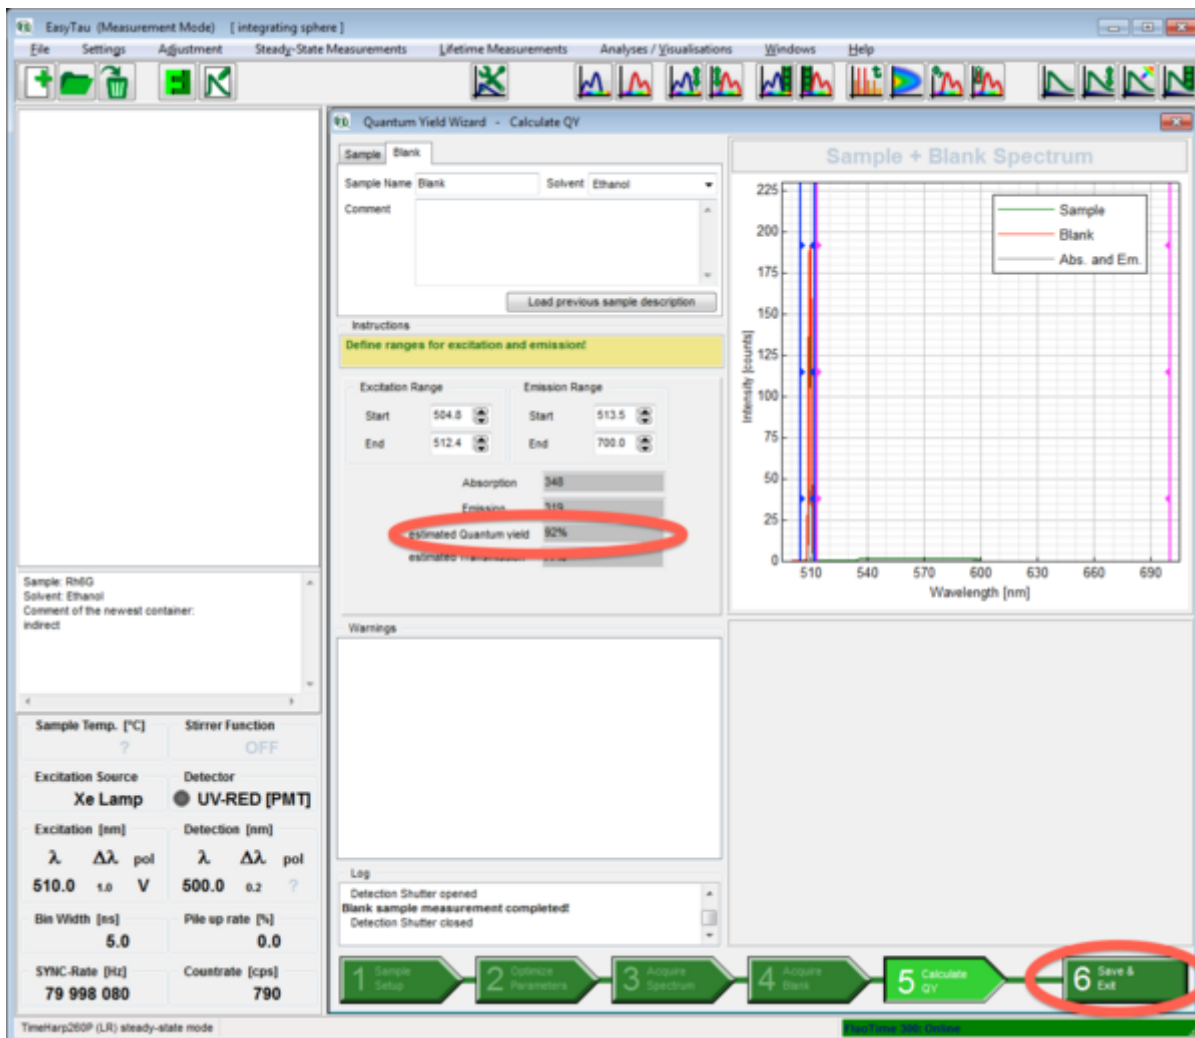 EasyTau (Measurement Mode) [ integrating sphere ]
File Settings Adjustment Steady-State Measurements Lifetime Measurements Analyses / Visualisations Windows Help
Quantum Yield Wizard - Calculate QY
Sample Blank
Sample Name Blank Solvent Ethanol
Comment
Load previous sample description
Instructions
Define ranges for excitation and emission!
Excitation Range Emission Range
Start 504.8 Start 513.5
End 512.4 End 700.0
Absorption 348
Emission 319
estimated Quantum yield 92%
estimated Transmission
Warnings
Log
Detection Shutter opened
Blank sample measurement completed!
Detection Shutter closed
Sample + Blank Spectrum
Sample
Blank
Abs. and Em.
225
200
175
150
125
100
75
50
25
0
Intensity [counts]
510 540 570 600 630 660 690
Wavelength [nm]
Sample: Rh6G
Solvent: Ethanol
Comment of the newest container:
indirect
Sample Temp. [°C] Stirrer Function
? OFF
Excitation Source Detector
Xe Lamp UV-RED [PMT]
Excitation [nm] Detection [nm]
λ Δλ pol λ Δλ pol
510.0 1.0 V 500.0 0.2 ?
Bin Width [ns] Pile up rate [%]
5.0 0.0
SYNC-Rate [Hz] Countrate [cps]
79 998 080 790
1 Sample Setup
2 Optimize Parameters
3 Acquire Spectrum
4 Acquire Blank
5 Calculate QY
6 Save & Exit
TimeHarp260P (LR) steady-state mode
FluoTime 300: Online